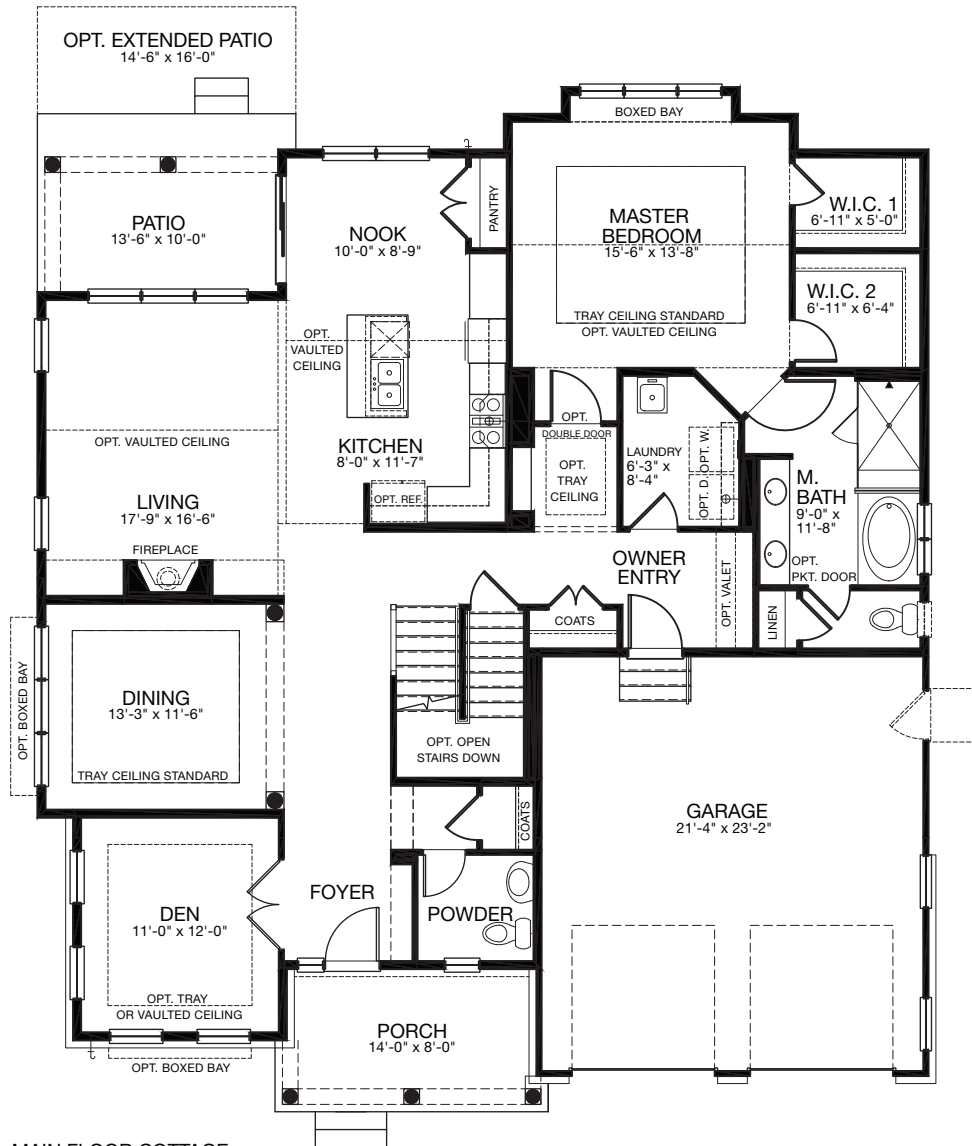 OPT. EXTENDED PATIO
14'-6" x 16'-0"
BOXED BAY
PATIO
13'-6" x 10'-0"
NOOK
10'-0" x 8'-9"
PANTRY
MASTER
BEDROOM
15'-6" x 13'-8"
TRAY CEILING STANDARD
OPT. VAULTED CEILING
W.I.C. 1
6'-11" x 5'-0"
W.I.C. 2
6'-11" x 6'-4"
OPT.
VAULTED
CEILING
OPT. VAULTED CEILING
LIVING
17'-9" x 16'-6"
FIREPLACE
KITCHEN
8'-0" x 11'-7"
OPT. REF.
OPT.
DOUBLE DOOR
OPT.
TRAY
CEILING
LAUNDRY
6'-3" x
8'-4"
OPT. D.
OPT. W.
M.
BATH
9'-0" x
11'-8"
OPT.
PKT. DOOR
OWNER
ENTRY
OPT. VALET
LINEN
COATS
OPT. BOXED BAY
DINING
13'-3" x 11'-6"
TRAY CEILING STANDARD
OPT. OPEN
STAIRS DOWN
COATS
GARAGE
21'-4" x 23'-2"
DEN
11'-0" x 12'-0"
OPT. TRAY
OR VAULTED CEILING
OPT. BOXED BAY
FOYER
POWDER
PORCH
14'-0" x 8'-0"
MAIN FLOOR COTTAGE